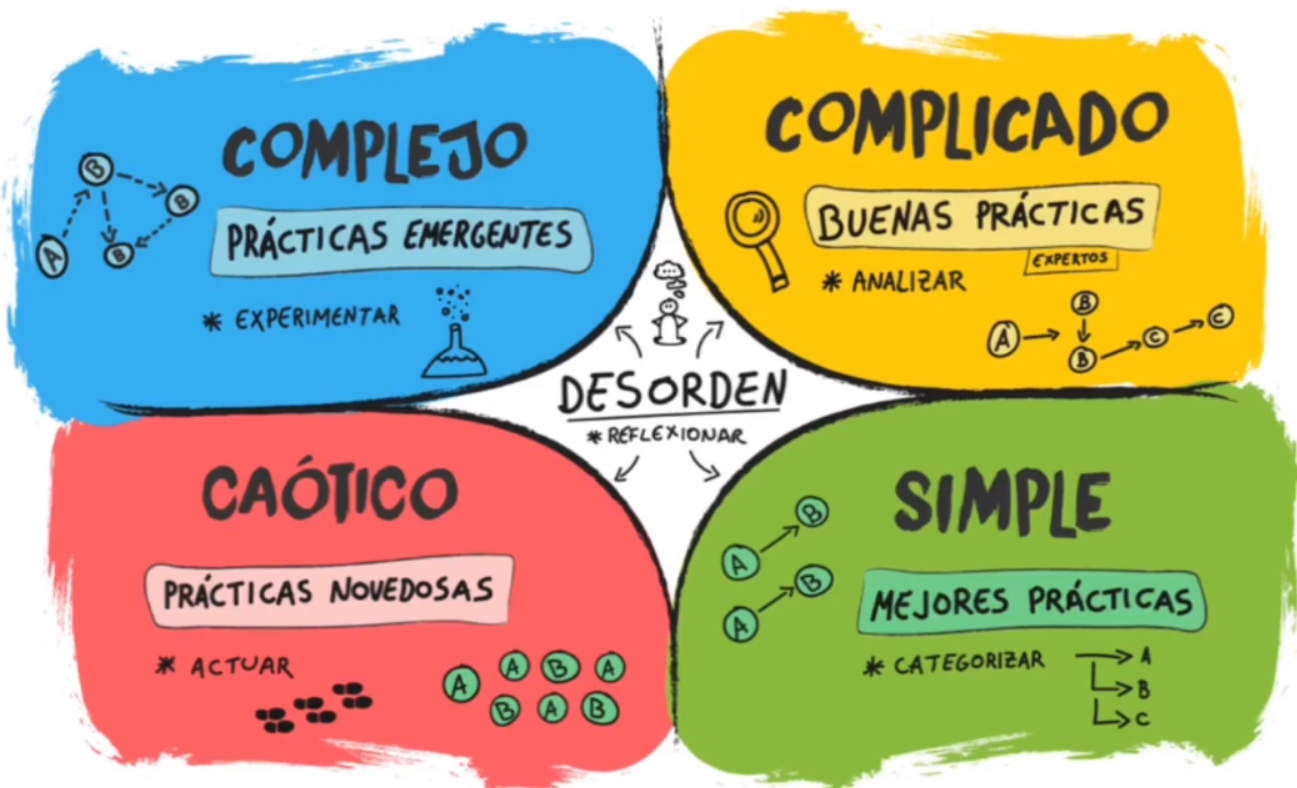 COMPLEJO
PRÁCTICAS EMERGENTES
* EXPERIMENTAR
A
B
B
B
COMPLICADO
BUENAS PRÁCTICAS
EXPERTOS
* ANALIZAR
A
B
B
C
C
DESORDEN
* REFLEXIONAR
CAÓTICO
PRÁCTICAS NOVEDOSAS
* ACTUAR
A
A B A
B A B
SIMPLE
MEJORES PRÁCTICAS
* CATEGORIZAR
A
B
A
B
A
B
C